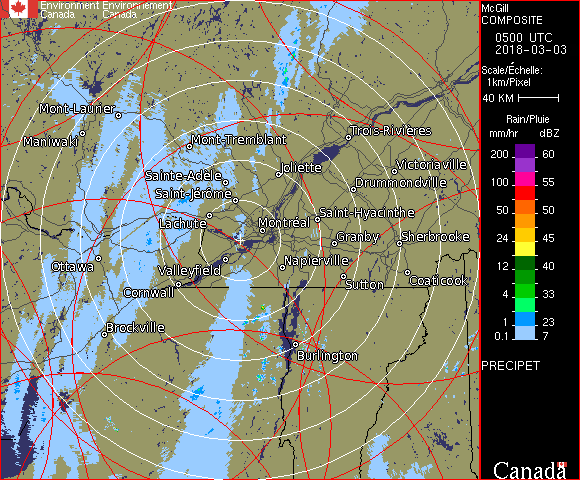 Environment Environnement
Canada Canada
Mont-Laurier
Maniwaki
Mont-Tremblant
Trois-Rivières
Joliette
Victoriaville
Sainte-Adèle
Drummondville
Saint-Jérôme
Lachute
Saint-Hyacinthe
Montréal
Granby
Sherbrooke
Ottawa
Valleyfield
Napierville
Cornwall
Sutton
Coaticook
Brockville
Burlington
McGill
COMPOSITE
0500 UTC
2018-03-03
Scale/Échelle:
1km/Pixel
40 KM
Rain/Pluie
mm/hr dBZ
200 60
100 55
50 50
24 45
12 40
4 33
1 23
0.1 7
PRECIPET
Canada